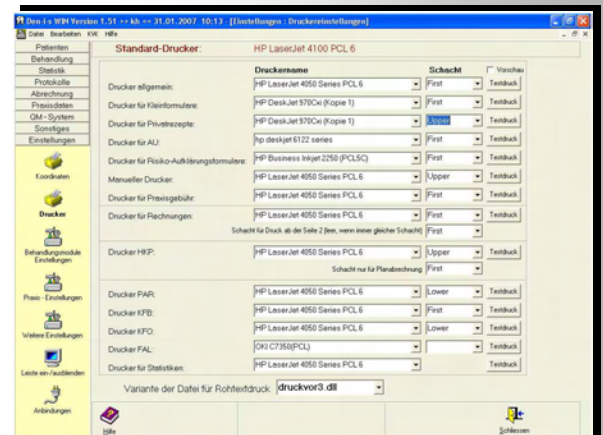 Den-i-s WIN Version 1.51 >> kh << 31.01.2007 10:13 - [Einstellungen : Druckereinstellungen]
Datei Bearbeiten KVK Hilfe
Patienten
Behandlung
Statistik
Protokolle
Abrechnung
Praxisdaten
QM-System
Sonstiges
Einstellungen
Koordinaten
Drucker
Behandlungsmodule
Einstellungen
Praxis - Einstellungen
Weitere Einstellungen
Leiste ein-/ausblenden
Anbindungen
Standard-Drucker: HP LaserJet 4100 PCL 6
Druckername Schacht Vorschau
Drucker allgemein: HP LaserJet 4050 Series PCL 6 First Testdruck
Drucker für Kleinformulare: HP DeskJet 970Cxi (Kopie 1) First Testdruck
Drucker für Privatrezepte: HP DeskJet 970Cxi (Kopie 1) Upper Testdruck
Drucker für AU: hp deskjet 6122 series First Testdruck
Drucker für Risiko-Aufklärungsformulare: HP Business Inkjet 2250 (PCL5C) First Testdruck
Manueller Drucker: HP LaserJet 4050 Series PCL 6 Upper Testdruck
Drucker für Praxisgebühr: HP LaserJet 4050 Series PCL 6 First Testdruck
Drucker für Rechnungen: HP LaserJet 4050 Series PCL 6 First Testdruck
Schacht für Druck ab der Seite 2 (leer, wenn immer gleicher Schacht) First
Drucker HKP: HP LaserJet 4050 Series PCL 6 Upper Testdruck
Schacht nur für Planabrechnung First
Drucker PAR: HP LaserJet 4050 Series PCL 6 Lower Testdruck
Drucker KFB: HP LaserJet 4050 Series PCL 6 First Testdruck
Drucker KFO: HP LaserJet 4050 Series PCL 6 Lower Testdruck
Drucker FAL: OKI C7350(PCL) Testdruck
Drucker für Statistiken: HP LaserJet 4050 Series PCL 6 Testdruck
Variante der Datei für Rohtextdruck druckvor3.dll
Hilfe
Schliessen